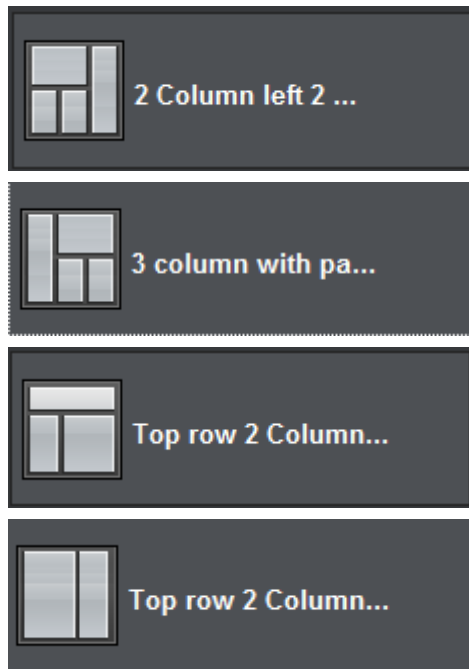 2 Column left 2 ...
3 column with pa...
Top row 2 Column...
Top row 2 Column...